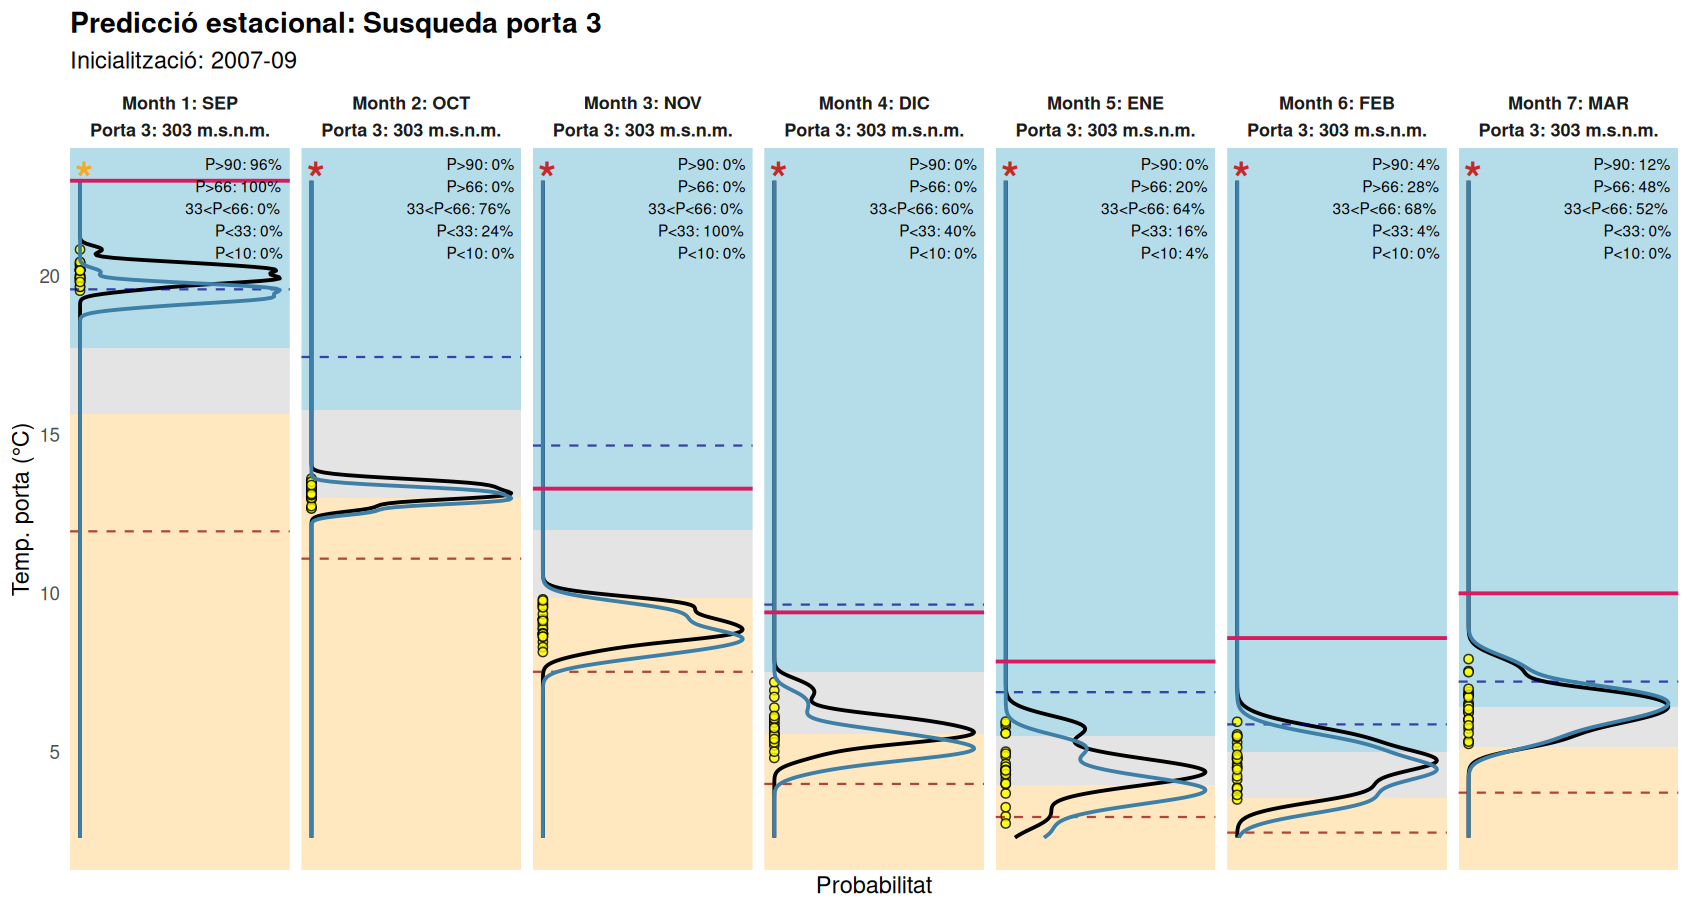 Predicció estacional: Susqueda porta 3
Inicialització: 2007-09
Month 1: SEP
Porta 3: 303 m.s.n.m.
Month 2: OCT
Porta 3: 303 m.s.n.m.
Month 3: NOV
Porta 3: 303 m.s.n.m.
Month 4: DIC
Porta 3: 303 m.s.n.m.
Month 5: ENE
Porta 3: 303 m.s.n.m.
Month 6: FEB
Porta 3: 303 m.s.n.m.
Month 7: MAR
Porta 3: 303 m.s.n.m.
*
P>90: 96%
P>66: 100%
33<P<66: 0%
P<33: 0%
P<10: 0%
*
P>90: 0%
P>66: 0%
33<P<66: 76%
P<33: 24%
P<10: 0%
*
P>90: 0%
P>66: 0%
33<P<66: 0%
P<33: 100%
P<10: 0%
*
P>90: 0%
P>66: 0%
33<P<66: 60%
P<33: 40%
P<10: 0%
*
P>90: 0%
P>66: 20%
33<P<66: 64%
P<33: 16%
P<10: 4%
*
P>90: 4%
P>66: 28%
33<P<66: 68%
P<33: 4%
P<10: 0%
*
P>90: 12%
P>66: 48%
33<P<66: 52%
P<33: 0%
P<10: 0%
Temp. porta (°C)
20
15
10
5
Probabilitat